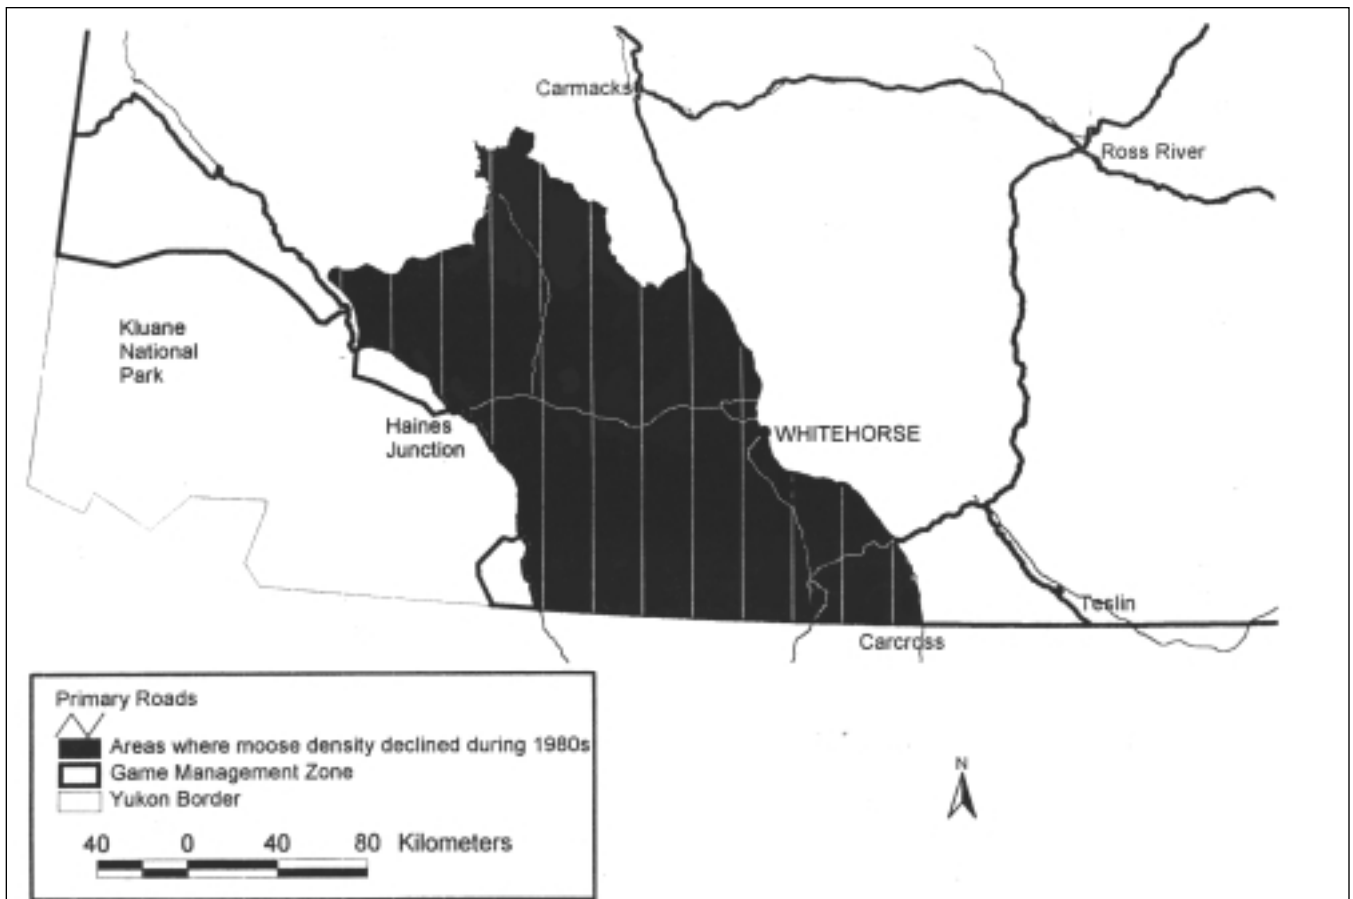 Carmacks
Ross River
Kluane
National
Park
Haines
Junction
WHITEHORSE
Teslin
Carcross
Primary Roads
Areas where moose density declined during 1980s
Game Management Zone
Yukon Border
40 0 40 80 Kilometers
N